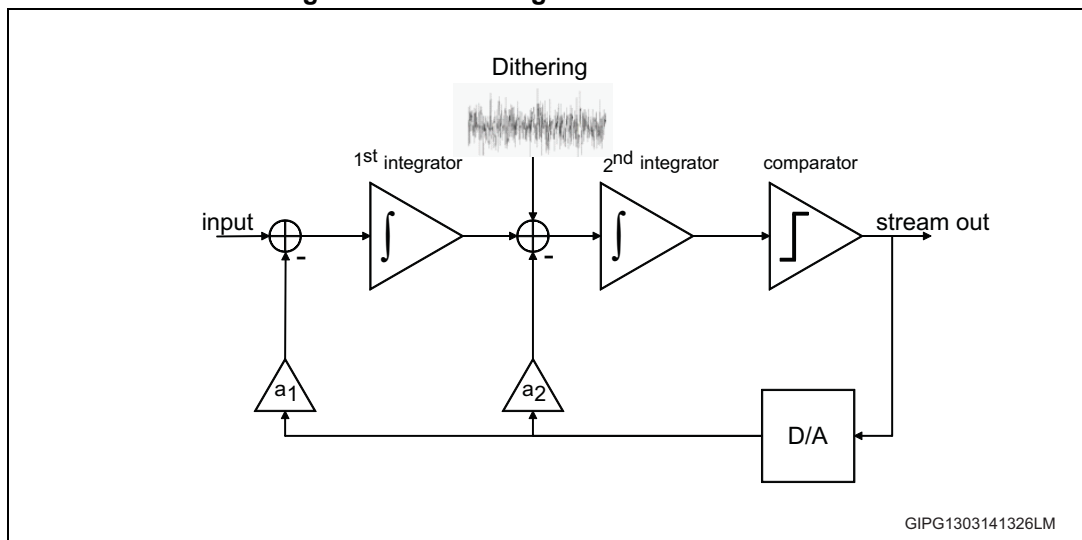 Dithering
1st integrator
2nd integrator
comparator
input
stream out
-
-
a1
a2
D/A
GIPG1303141326LM